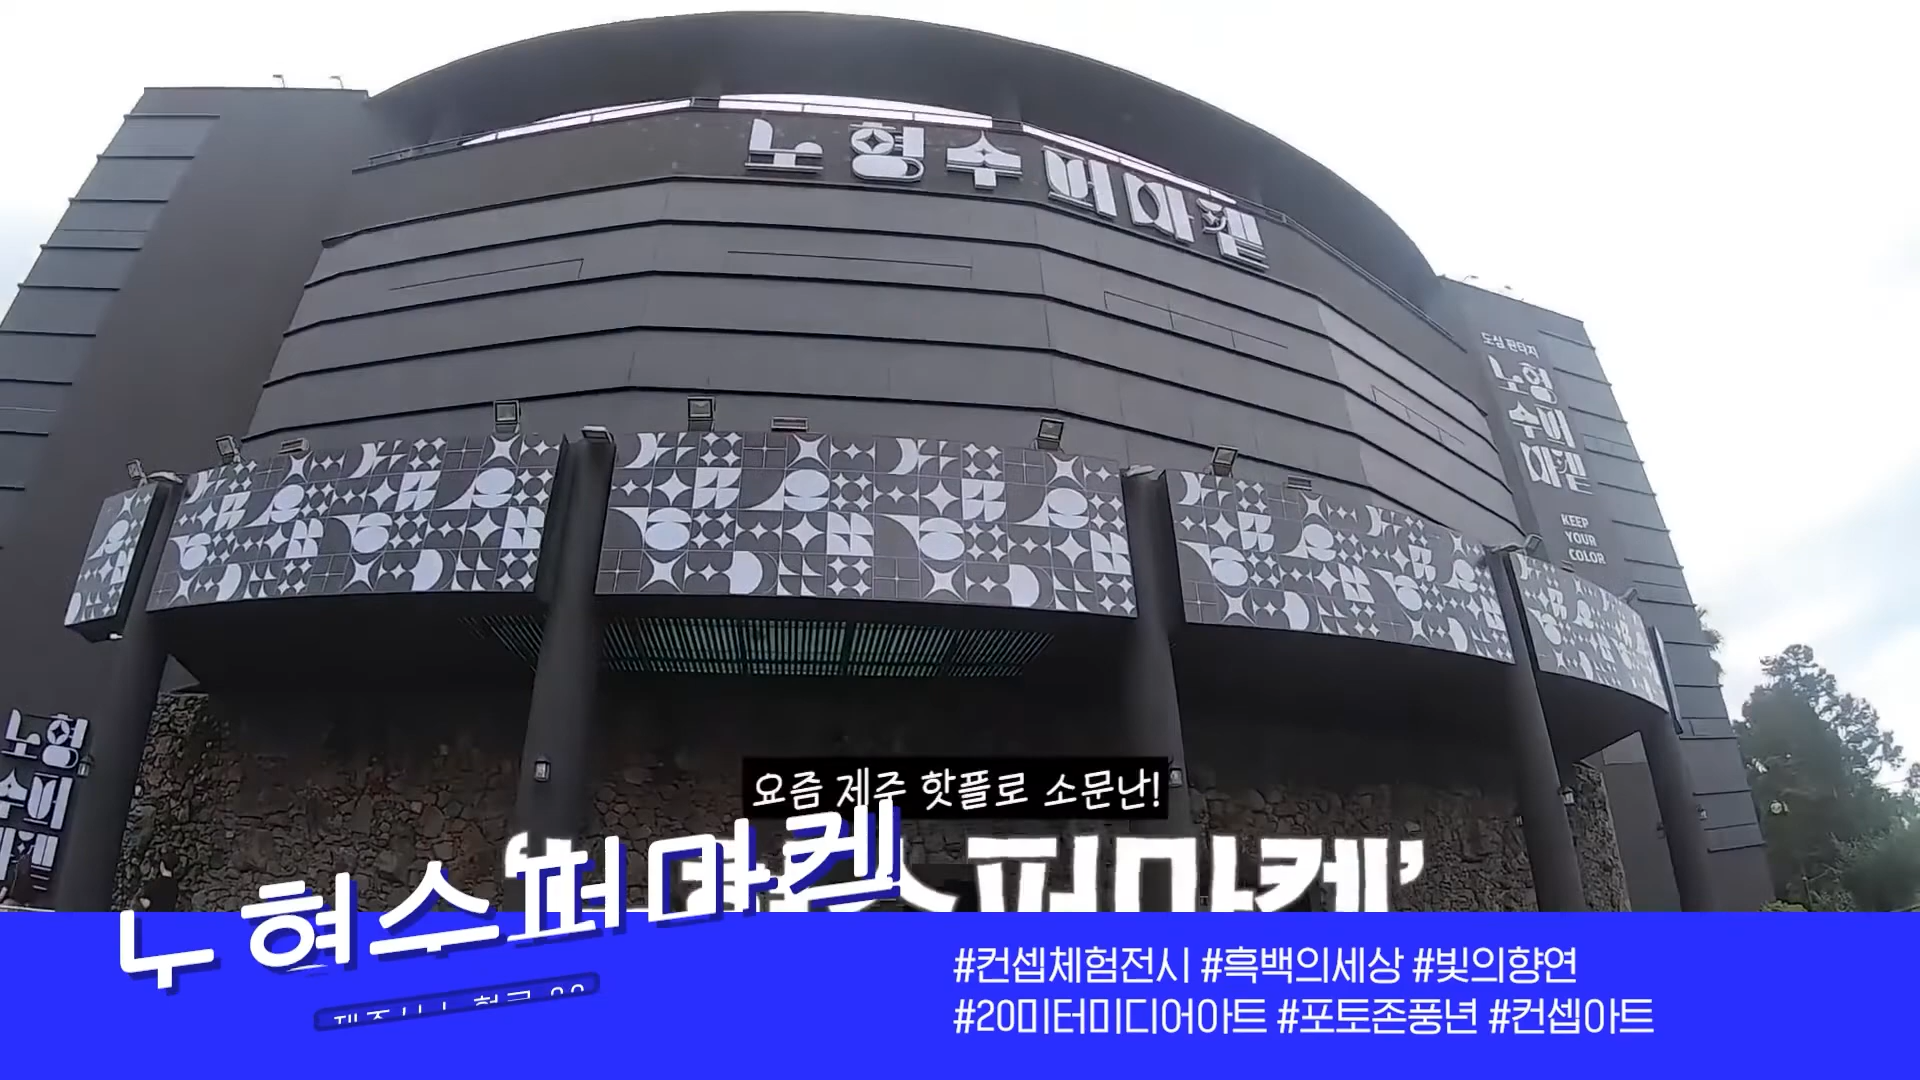 노형수퍼마켙
도심 판타지
노형
수퍼
마켙
KEEP
YOUR
COLOR
노형
수퍼
마켙
요즘 제주 핫플로 소문난!
#컨셉체험전시 #흑백의세상 #빛의향연
#20미터미디어아트 #포토존풍년 #컨셉아트